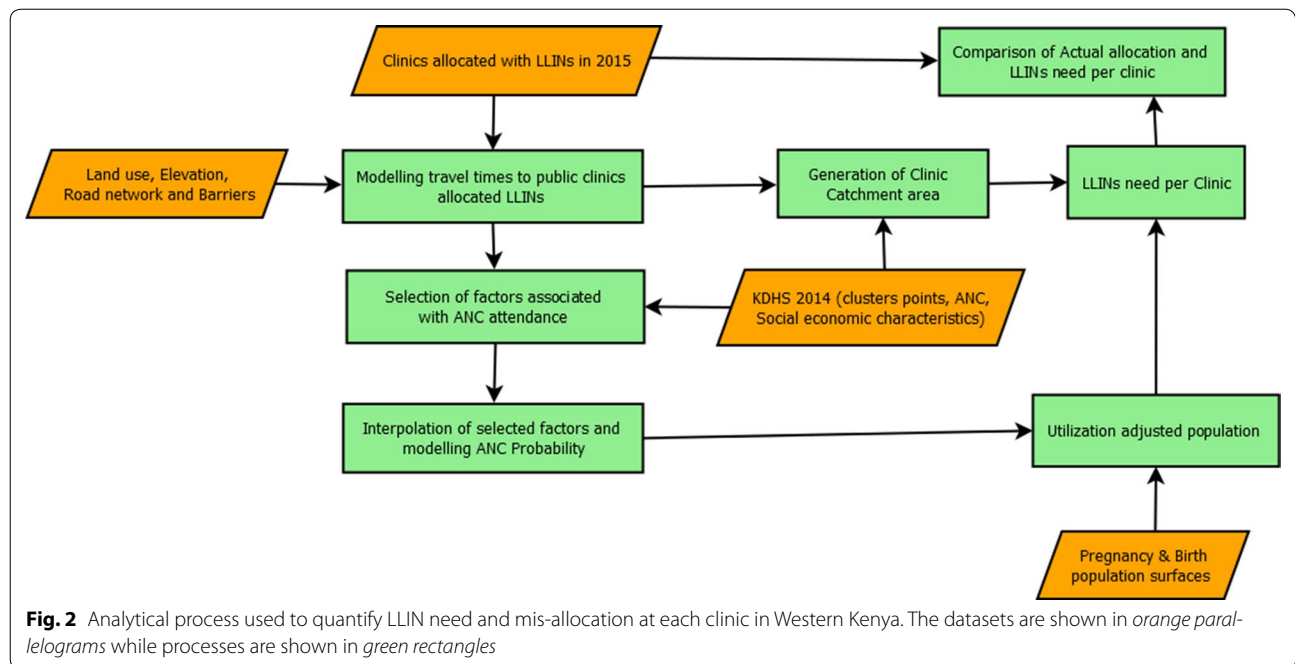 Clinics allocated with LLINs in 2015
Comparison of Actual allocation and
LLINs need per clinic
Land use, Elevation,
Road network and Barriers
Modelling travel times to public clinics
allocated LLINs
Generation of Clinic
Catchment area
LLINs need per Clinic
Selection of factors associated
with ANC attendance
KDHS 2014 (clusters points, ANC,
Social economic characteristics)
Interpolation of selected factors and
modelling ANC Probability
Utilization adjusted population
Pregnancy & Birth
population surfaces
Fig. 2 Analytical process used to quantify LLIN need and mis-allocation at each clinic in Western Kenya. The datasets are shown in orange paral-
lelograms while processes are shown in green rectangles